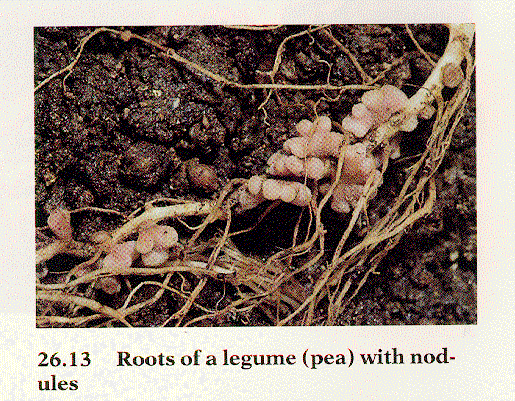 26.13 Roots of a legume (pea) with nod-
ules